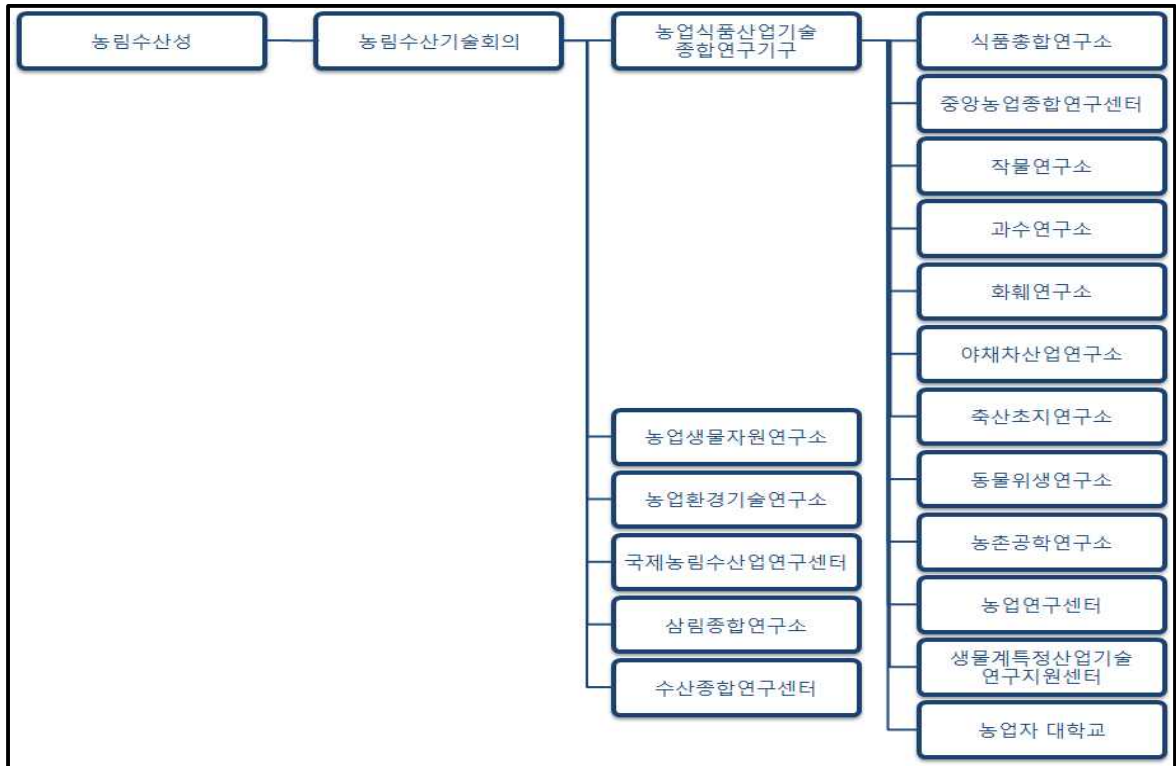 농림수산성
농림수산기술회의
농업식품산업기술
종합연구기구
식품총합연구소
중앙농업종합연구센터
작물연구소
과수연구소
화훼연구소
야채차산업연구소
축산초지연구소
동물위생연구소
농촌공학연구소
농업연구센터
생물계특정산업기술
연구지원센터
농업자 대학교
농업생물자원연구소
농업환경기술연구소
국제농림수산업연구센터
삼림종합연구소
수산종합연구센터